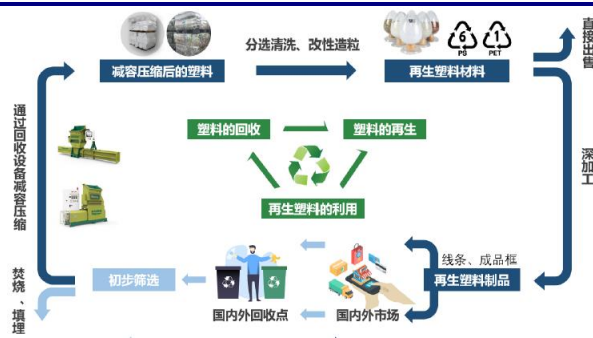 减容压缩后的塑料
分选清洗、改性造粒
6
PS
1
PET
再生塑料材料
直接出售
通过回收设备减容压缩
塑料的回收
塑料的再生
再生塑料的利用
深加工
焚烧、填埋
初步筛选
国内外回收点
国内外市场
线条、成品框
再生塑料制品